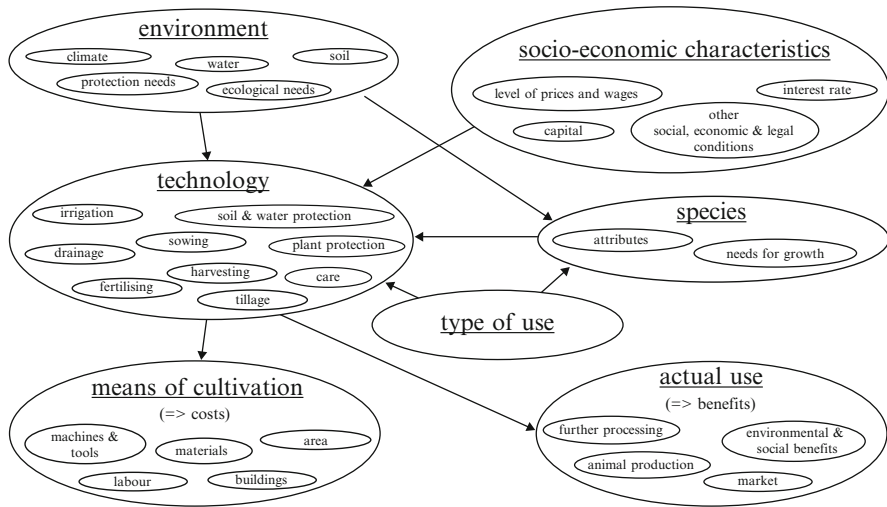 environment
climate
water
soil
protection needs
ecological needs
socio-economic characteristics
level of prices and wages
interest rate
capital
other
social, economic & legal
conditions
technology
irrigation
soil & water protection
sowing
drainage
plant protection
harvesting
care
fertilising
tillage
species
attributes
needs for growth
type of use
means of cultivation
(=> costs)
machines &
tools
materials
area
labour
buildings
actual use
(=> benefits)
further processing
environmental &
social benefits
animal production
market